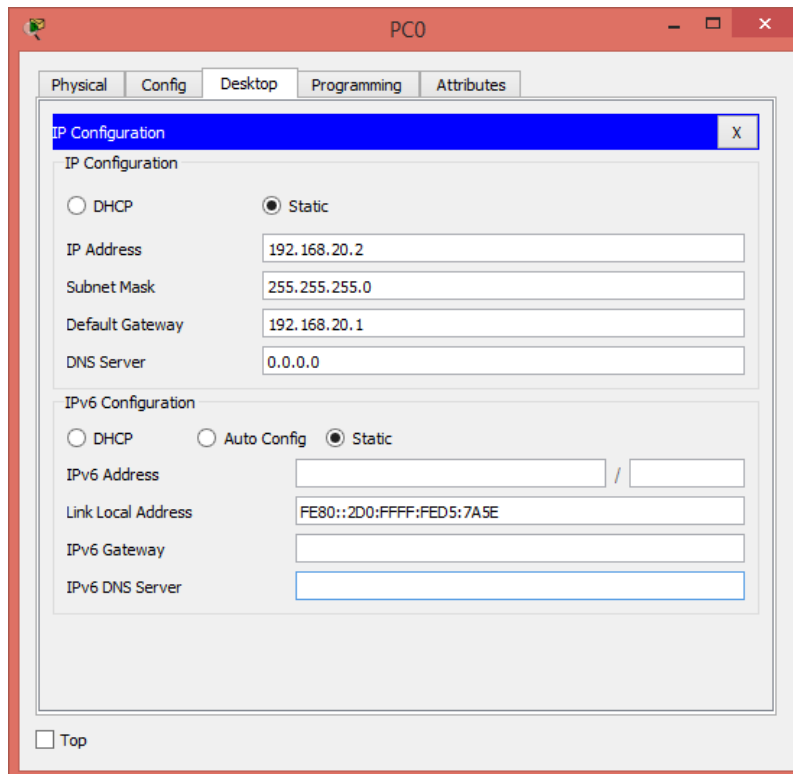 PC0
Physical Config Desktop Programming Attributes
IP Configuration X
IP Configuration
DHCP Static
IP Address 192.168.20.2
Subnet Mask 255.255.255.0
Default Gateway 192.168.20.1
DNS Server 0.0.0.0
IPv6 Configuration
DHCP Auto Config Static
IPv6 Address /
Link Local Address FE80::2D0:FFFF:FED5:7A5E
IPv6 Gateway
IPv6 DNS Server
Top